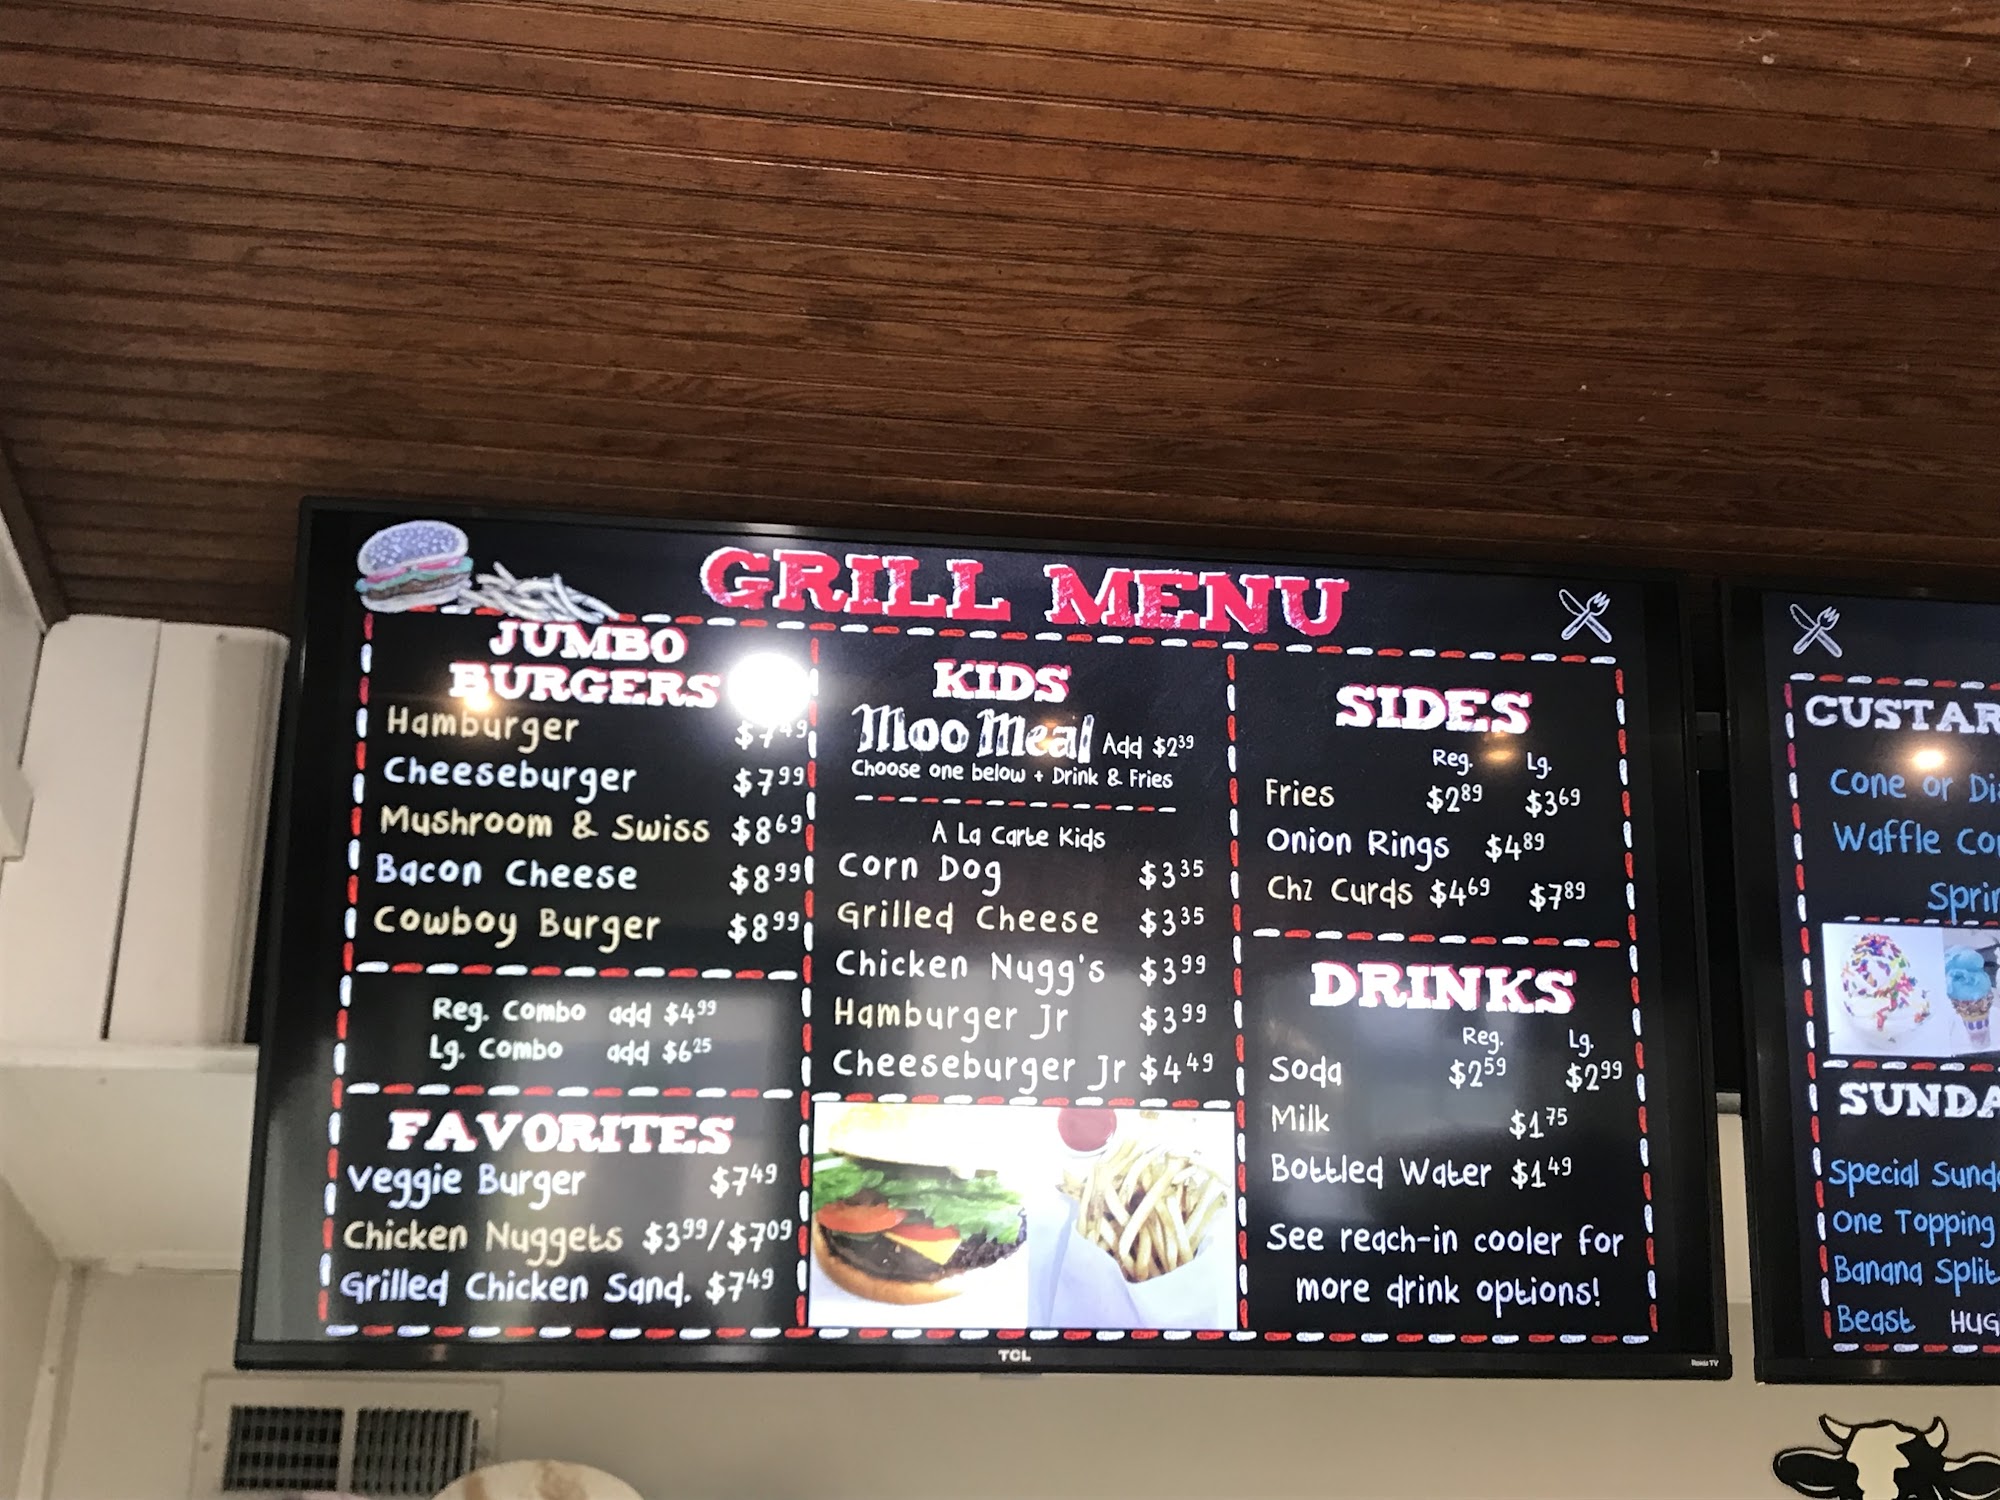 GRILL MENU
JUMBO
BURGERS
Hamburger $7.49
Cheeseburger $7.99
Mushroom & Swiss $8.69
Bacon Cheese $8.99
Cowboy Burger $8.99
Reg. Combo add $4.99
Lg. Combo add $6.25
FAVORITES
Veggie Burger $7.49
Chicken Nuggets $3.99/$7.09
Grilled Chicken Sand. $7.49
KIDS
Moo Meal Add $2.39
Choose one below + Drink & Fries
A La Carte Kids
Corn Dog $3.35
Grilled Cheese $3.35
Chicken Nugg's $3.99
Hamburger Jr $3.99
Cheeseburger Jr $4.49
SIDES
Reg. Lg.
Fries $2.89 $3.69
Onion Rings $4.89
Chz Curds $4.69 $7.89
DRINKS
Reg. Lg.
Soda $2.59 $2.99
Milk $1.75
Bottled Water $1.49
See reach-in cooler for
more drink options!
TCL
Roku TV
CUSTAR
Cone or Di
Waffle Co
Sprin
SUNDA
Special Sund
One Topping
Banana Split
Beast HUG